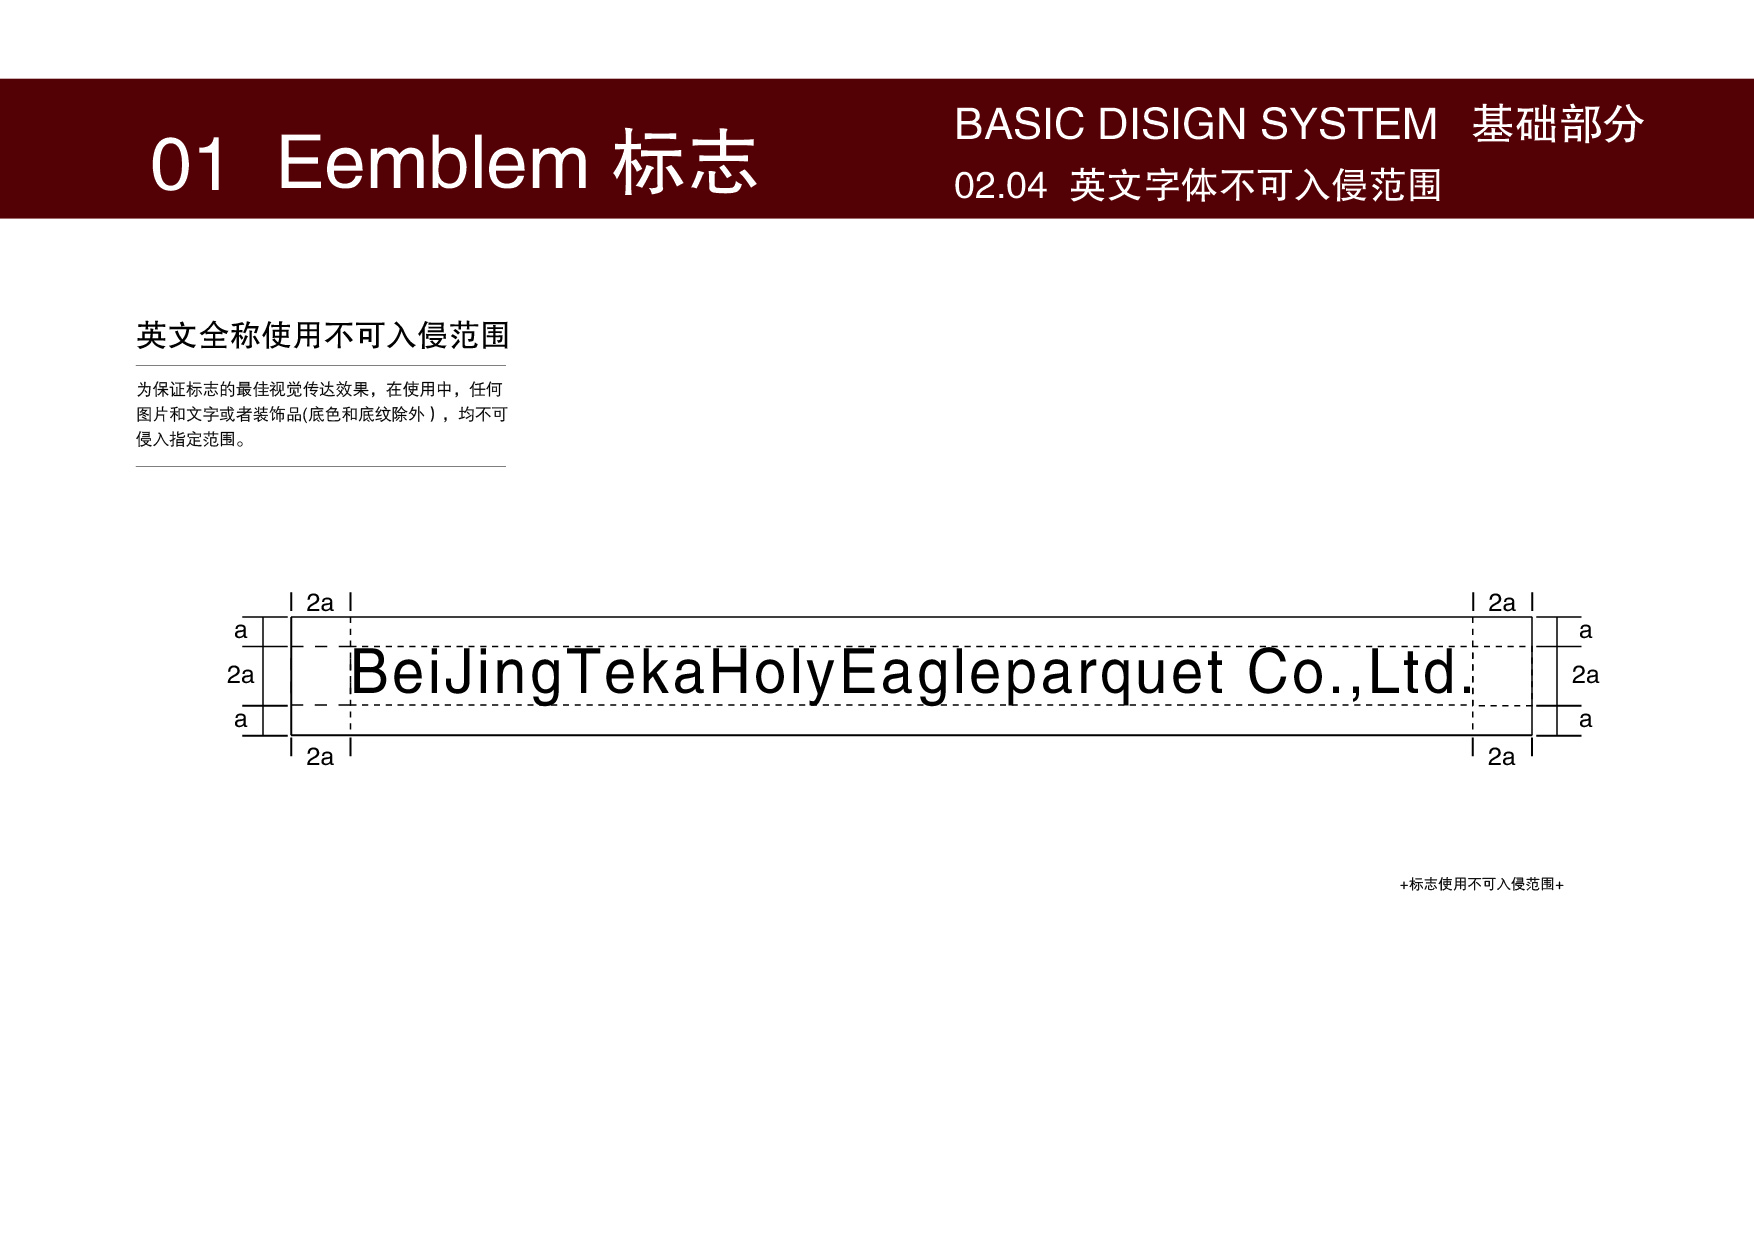 01 Eemblem 标志
BASIC DISIGN SYSTEM 基础部分
02.04 英文字体不可入侵范围
英文全称使用不可入侵范围
为保证标志的最佳视觉传达效果，在使用中，任何
图片和文字或者装饰品(底色和底纹除外），均不可
侵入指定范围。
2a 2a
a a
BeiJingTekaHolyEagleparquet Co.,Ltd.
2a 2a
a a
2a 2a
+标志使用不可入侵范围+